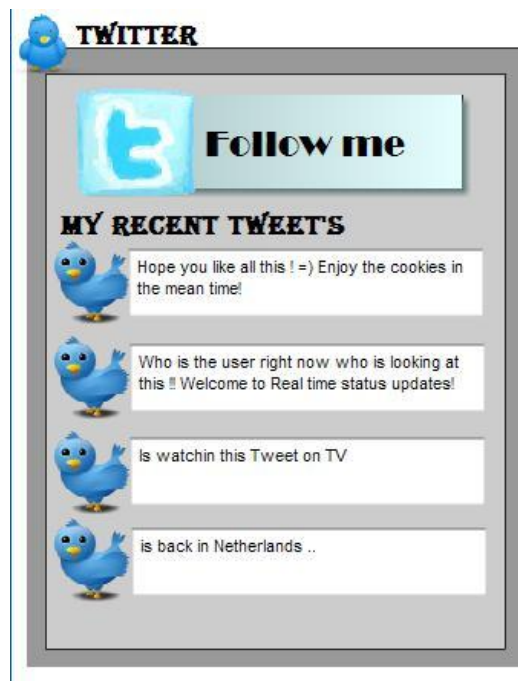 TWITTER
t
Follow me
MY RECENT TWEET'S
Hope you like all this ! =) Enjoy the cookies in
the mean time!
Who is the user right now who is looking at
this !! Welcome to Real time status updates!
Is watchin this Tweet on TV
is back in Netherlands ..